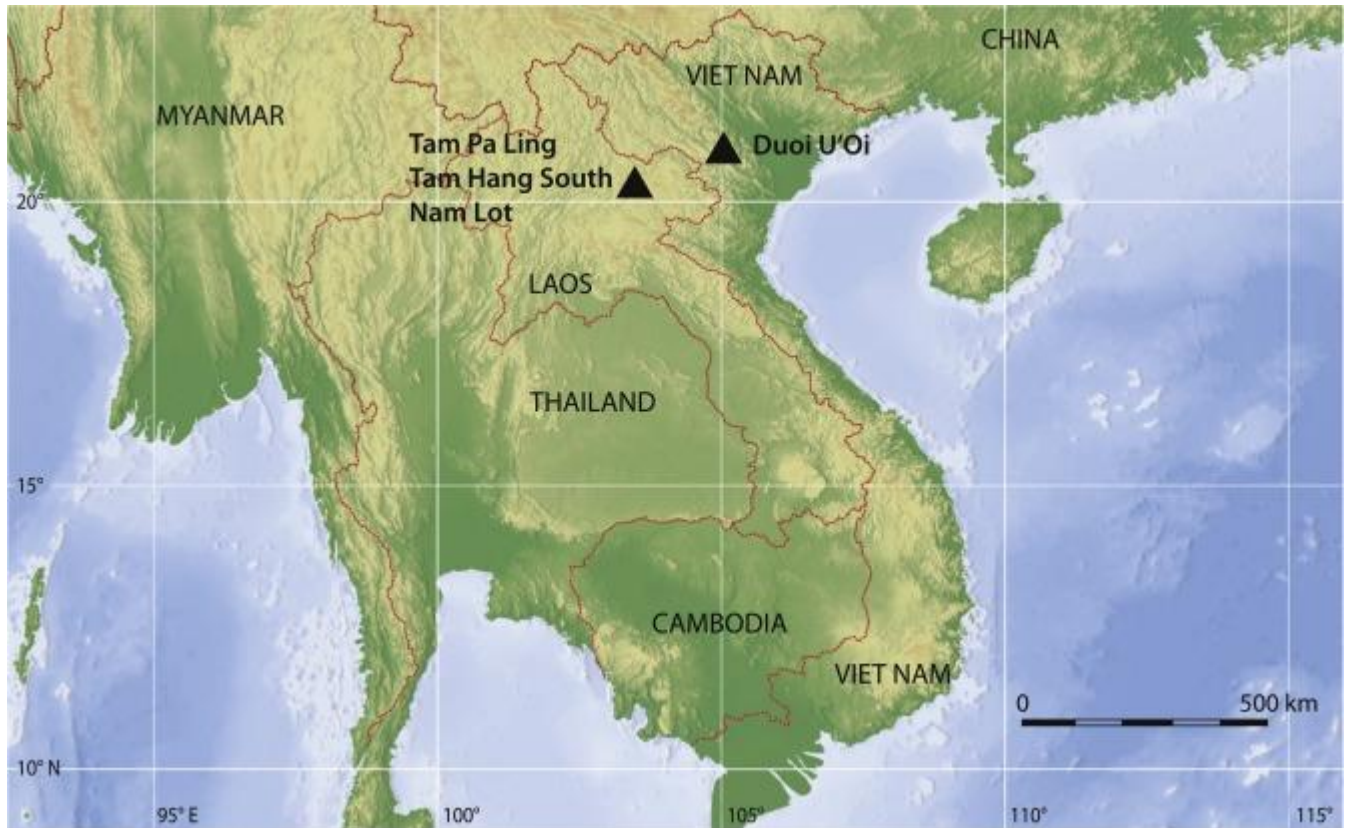 CHINA
VIET NAM
MYANMAR
Tam Pa Ling
Tam Hang South
Nam Lot
Duoi U'Oi
20°
LAOS
THAILAND
15°
CAMBODIA
VIET NAM
0 500 km
10° N
95° E 100° 105° 110° 115°